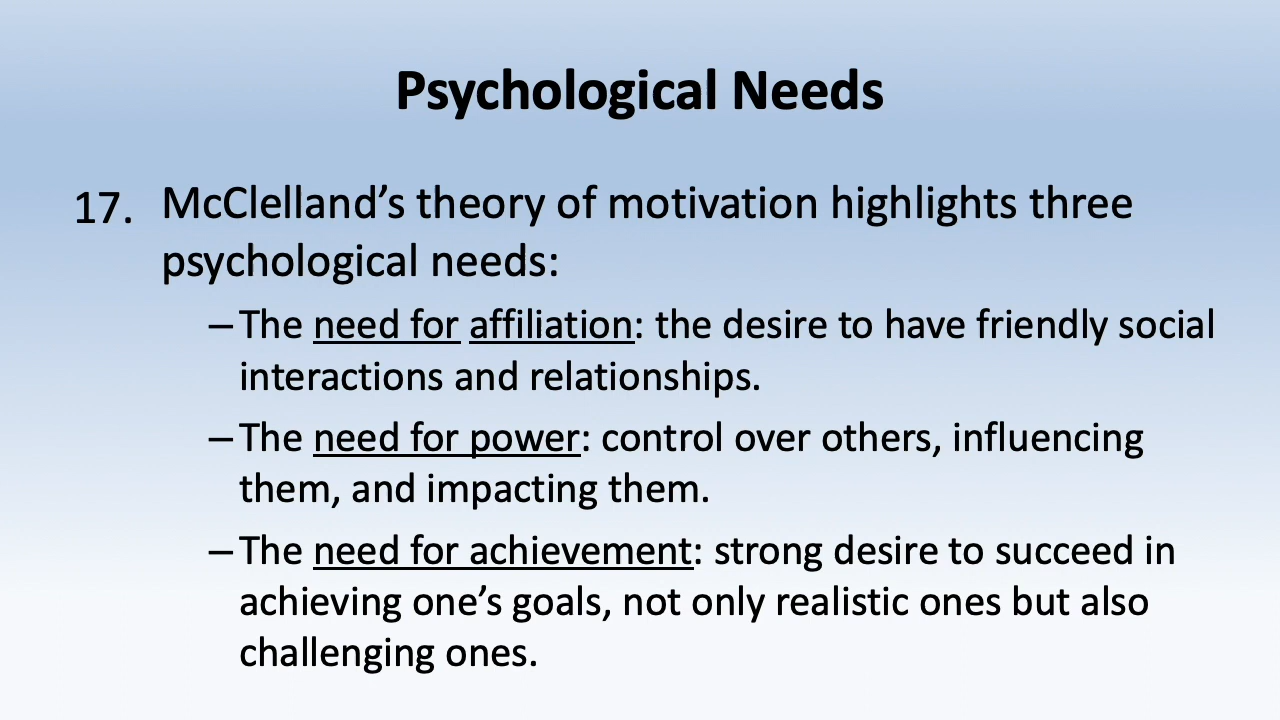 Psychological Needs
17. McClelland’s theory of motivation highlights three
psychological needs:
–The need for affiliation: the desire to have friendly social
interactions and relationships.
–The need for power: control over others, influencing
them, and impacting them.
–The need for achievement: strong desire to succeed in
achieving one’s goals, not only realistic ones but also
challenging ones.